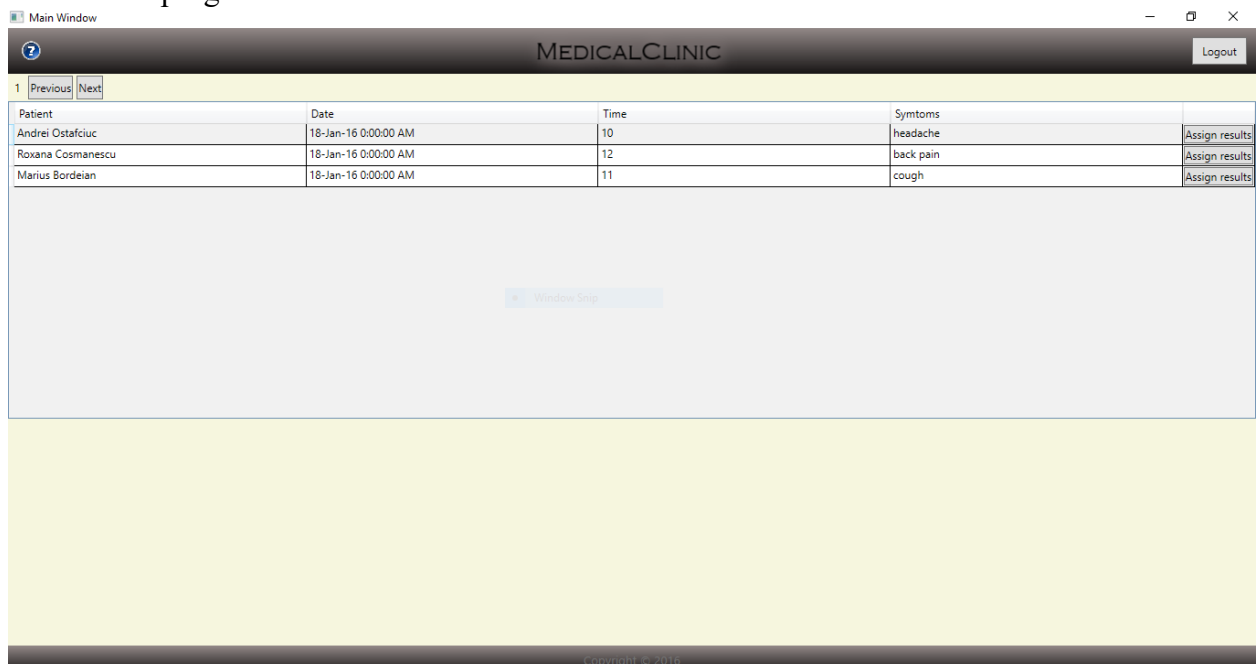 Main Window
MEDICALCLINIC
Logout
1 Previous Next
Patient Date Time Symtoms
Andrei Ostafciuc 18-Jan-16 0:00:00 AM 10 headache Assign results
Roxana Cosmanescu 18-Jan-16 0:00:00 AM 12 back pain Assign results
Marius Bordeian 18-Jan-16 0:00:00 AM 11 cough Assign results
Window Snip
Copyright © 2016